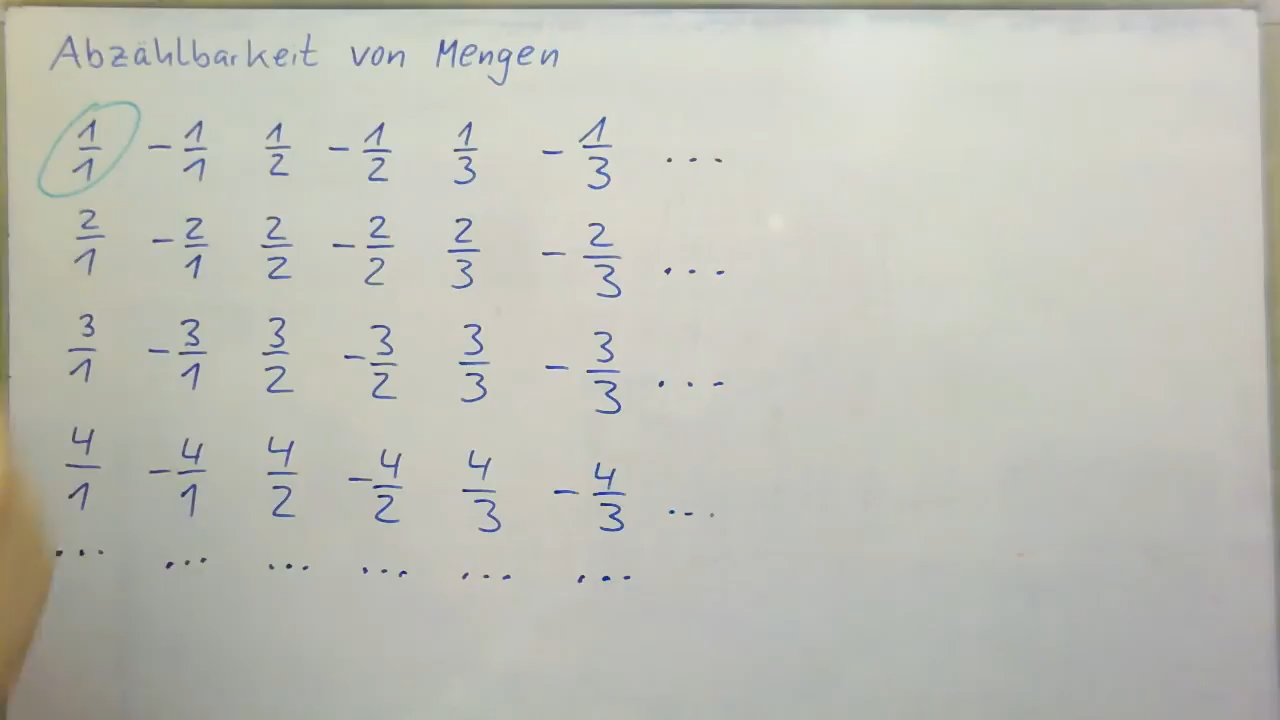 Abzählbarkeit von Mengen
1/1 -1/1 1/2 -1/2 1/3 -1/3 ...
2/1 -2/1 2/2 -2/2 2/3 -2/3 ...
3/1 -3/1 3/2 -3/2 3/3 -3/3 ...
4/1 -4/1 4/2 -4/2 4/3 -4/3 ...
... ... ... ... ... ...